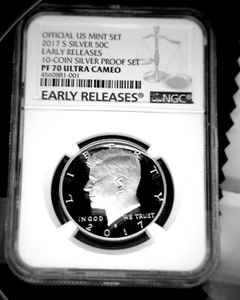 OFFICIAL US MINT SET
2017 S SILVER 50C
EARLY RELEASES
10-COIN SILVER PROOF SET
PF 70 ULTRA CAMEO
4560881-001
EARLY RELEASES
NGC
LIBERTY
IN GOD WE TRUST
S
2017